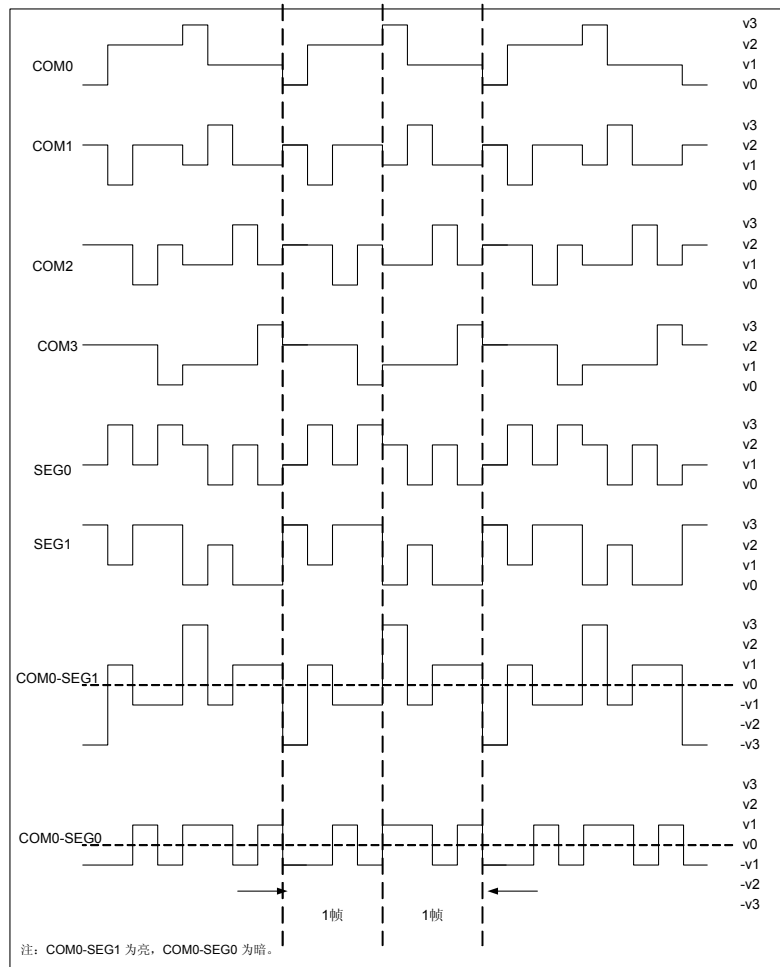 v3
v2
COM0
v1
v0
v3
COM1
v2
v1
v0
v3
v2
COM2
v1
v0
v3
COM3
v2
v1
v0
v3
v2
SEG0
v1
v0
v3
SEG1
v2
v1
v0
v3
v2
v1
COM0-SEG1
v0
-v1
-v2
-v3
v3
v2
v1
COM0-SEG0
v0
-v1
-v2
-v3
1帧 1帧
注：COM0-SEG1 为亮，COM0-SEG0 为暗。